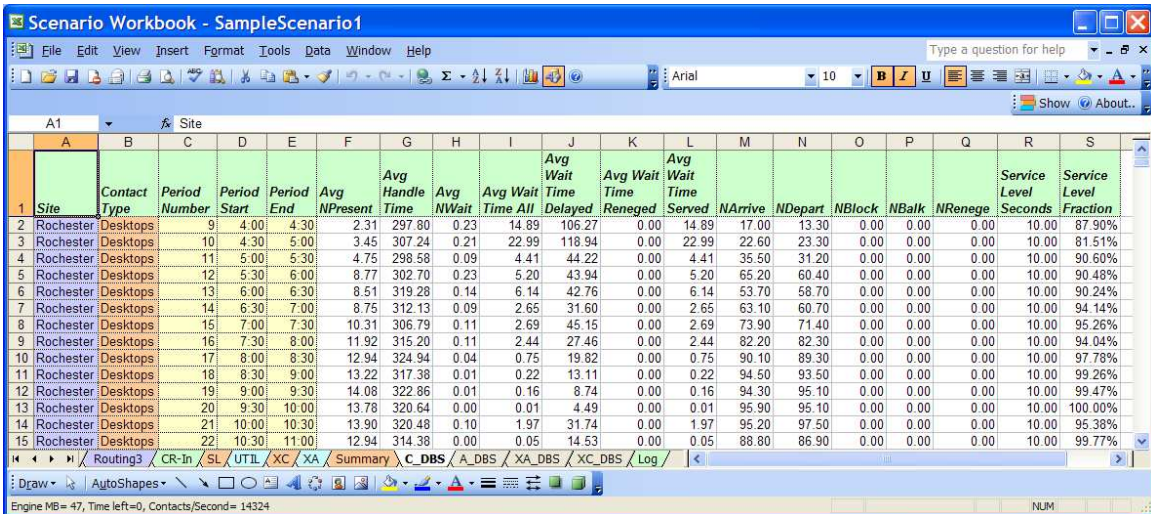 Scenario Workbook - SampleScenario1
File Edit View Insert Format Tools Data Window Help Type a question for help
Arial 10 B I U
Show About..
A1 fx Site
A B C D E F G H I J K L M N O P Q R S
1 Site Contact Type Period Number Period Start Period End Avg NPresent Avg Handle Time Avg NWait Avg Wait Time All Avg Wait Time Delayed Avg Wait Time Reneged Avg Wait Time Served NArrive NDepart NBlock NBalk NRenege Service Level Seconds Service Level Fraction
2 Rochester Desktops 9 4:00 4:30 2.31 297.80 0.23 14.89 106.27 0.00 14.89 17.00 13.30 0.00 0.00 0.00 10.00 87.90%
3 Rochester Desktops 10 4:30 5:00 3.45 307.24 0.21 22.99 118.94 0.00 22.99 22.60 23.30 0.00 0.00 0.00 10.00 81.51%
4 Rochester Desktops 11 5:00 5:30 4.75 298.58 0.09 4.41 44.22 0.00 4.41 35.50 31.20 0.00 0.00 0.00 10.00 90.60%
5 Rochester Desktops 12 5:30 6:00 8.77 302.70 0.23 5.20 43.94 0.00 5.20 65.20 60.40 0.00 0.00 0.00 10.00 90.48%
6 Rochester Desktops 13 6:00 6:30 8.51 319.28 0.14 6.14 42.76 0.00 6.14 53.70 58.70 0.00 0.00 0.00 10.00 90.24%
7 Rochester Desktops 14 6:30 7:00 8.75 312.13 0.09 2.65 31.60 0.00 2.65 63.10 60.70 0.00 0.00 0.00 10.00 94.14%
8 Rochester Desktops 15 7:00 7:30 10.31 306.79 0.11 2.69 45.15 0.00 2.69 73.90 71.40 0.00 0.00 0.00 10.00 95.26%
9 Rochester Desktops 16 7:30 8:00 11.92 315.20 0.11 2.44 27.46 0.00 2.44 82.20 82.30 0.00 0.00 0.00 10.00 94.04%
10 Rochester Desktops 17 8:00 8:30 12.94 324.94 0.04 0.75 19.82 0.00 0.75 90.10 89.30 0.00 0.00 0.00 10.00 97.78%
11 Rochester Desktops 18 8:30 9:00 13.22 317.38 0.01 0.22 13.11 0.00 0.22 94.50 93.50 0.00 0.00 0.00 10.00 99.26%
12 Rochester Desktops 19 9:00 9:30 14.08 322.86 0.01 0.16 8.74 0.00 0.16 94.30 95.10 0.00 0.00 0.00 10.00 99.47%
13 Rochester Desktops 20 9:30 10:00 13.78 320.64 0.00 0.01 4.49 0.00 0.01 95.90 95.10 0.00 0.00 0.00 10.00 100.00%
14 Rochester Desktops 21 10:00 10:30 13.90 320.48 0.10 1.97 31.74 0.00 1.97 95.20 97.50 0.00 0.00 0.00 10.00 95.38%
15 Rochester Desktops 22 10:30 11:00 12.94 314.38 0.00 0.05 14.53 0.00 0.05 88.80 86.90 0.00 0.00 0.00 10.00 99.77%
Routing3 CR-In SL UTIL XC XA Summary C_DBS A_DBS XA_DBS XC_DBS Log
Draw AutoShapes
Engine MB= 47, Time left=0, Contacts/Second= 14324 NUM